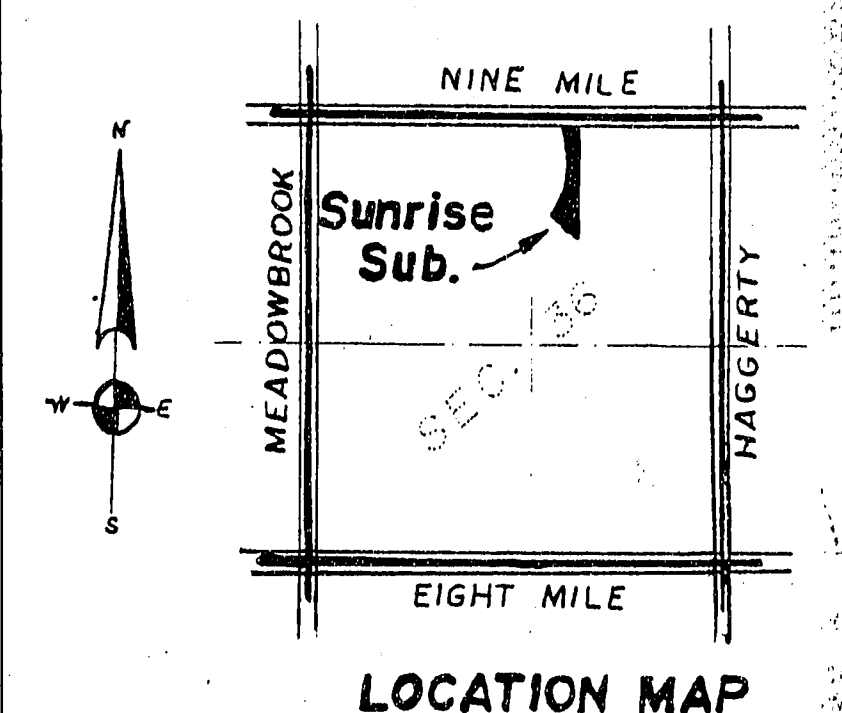 NINE MILE
N
MEADOWBROOK
Sunrise
Sub.
HAGGERTY
SEC. 36
W E
S
EIGHT MILE
LOCATION MAP